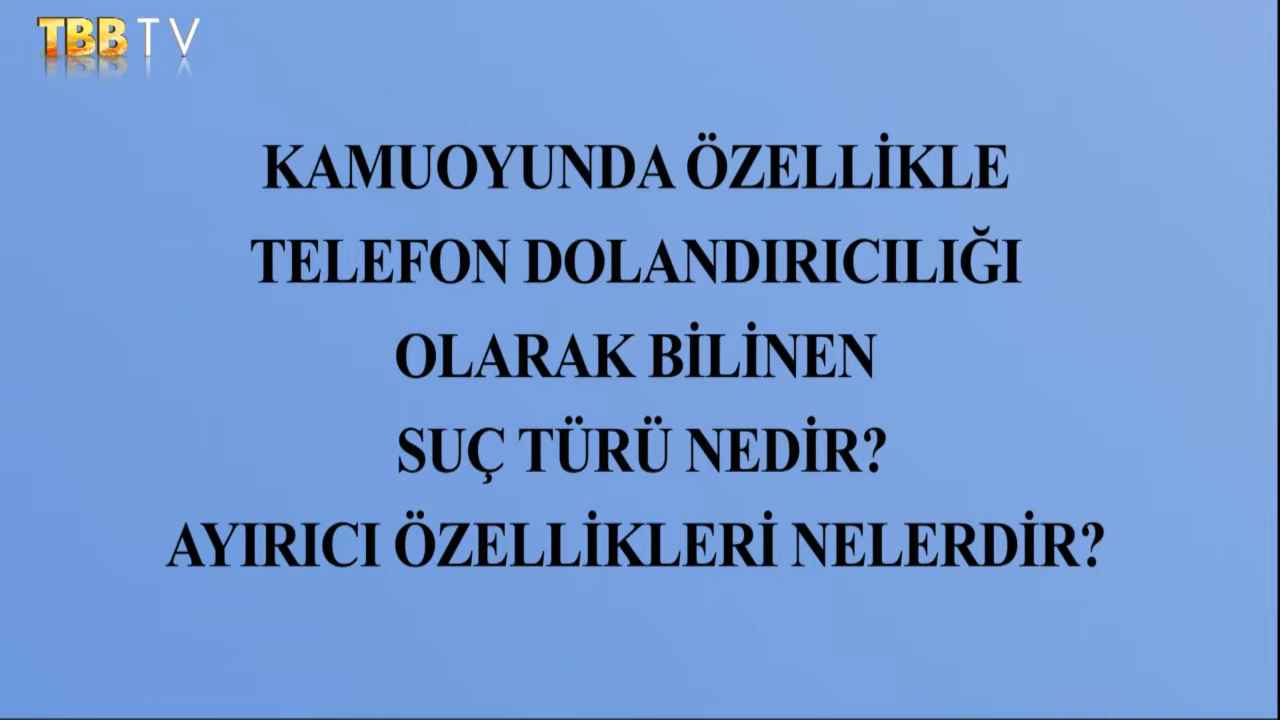 TBB TV
KAMUOYUNDA ÖZELLİKLE
TELEFON DOLANDIRICILIĞI
OLARAK BİLİNEN
SUÇ TÜRÜ NEDİR?
AYIRICI ÖZELLİKLERİ NELERDİR?